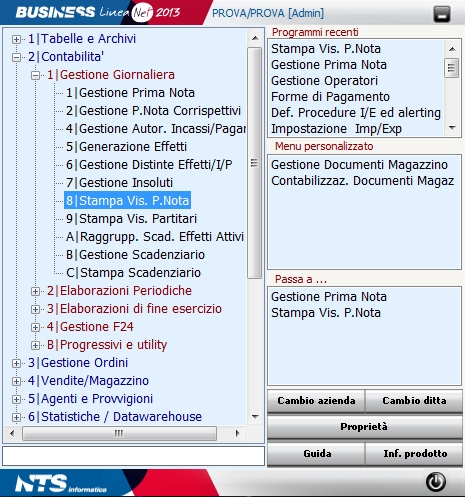 BUSINESS Linea Net 2013 PROVA/PROVA [Admin]
1|Tabelle e Archivi
2|Contabilita'
1|Gestione Giornaliera
1|Gestione Prima Nota
2|Gestione P.Nota Corrispettivi
4|Gestione Autor. Incassi/Pagar
5|Generazione Effetti
6|Gestione Distinte Effetti/I/P
7|Gestione Insoluti
8|Stampa Vis. P.Nota
9|Stampa Vis. Partitari
A|Raggrupp. Scad. Effetti Attivi
B|Gestione Scadenziario
C|Stampa Scadenziario
2|Elaborazioni Periodiche
3|Elaborazioni di fine esercizio
4|Gestione F24
B|Progressivi e utility
3|Gestione Ordini
4|Vendite/Magazzino
5|Agenti e Provvigioni
6|Statistiche / Datawarehouse
Programmi recenti
Stampa Vis. P.Nota
Gestione Prima Nota
Gestione Operatori
Forme di Pagamento
Def. Procedure I/E ed alerting
Impostazione Imp/Exp
Menu personalizzato
Gestione Documenti Magazzino
Contabilizzaz. Documenti Magaz
Passa a ...
Gestione Prima Nota
Stampa Vis. P.Nota
Cambio azienda Cambio ditta
Proprietà
Guida Inf. prodotto
NTS informatica